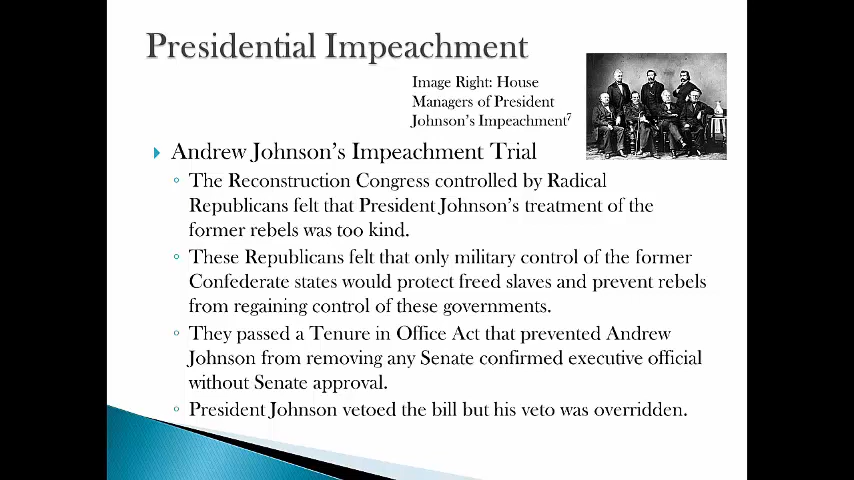 Presidential Impeachment
Image Right: House
Managers of President
Johnson's Impeachment7
Andrew Johnson's Impeachment Trial
The Reconstruction Congress controlled by Radical
Republicans felt that President Johnson's treatment of the
former rebels was too kind.
These Republicans felt that only military control of the former
Confederate states would protect freed slaves and prevent rebels
from regaining control of these governments.
They passed a Tenure in Office Act that prevented Andrew
Johnson from removing any Senate confirmed executive official
without Senate approval.
President Johnson vetoed the bill but his veto was overridden.